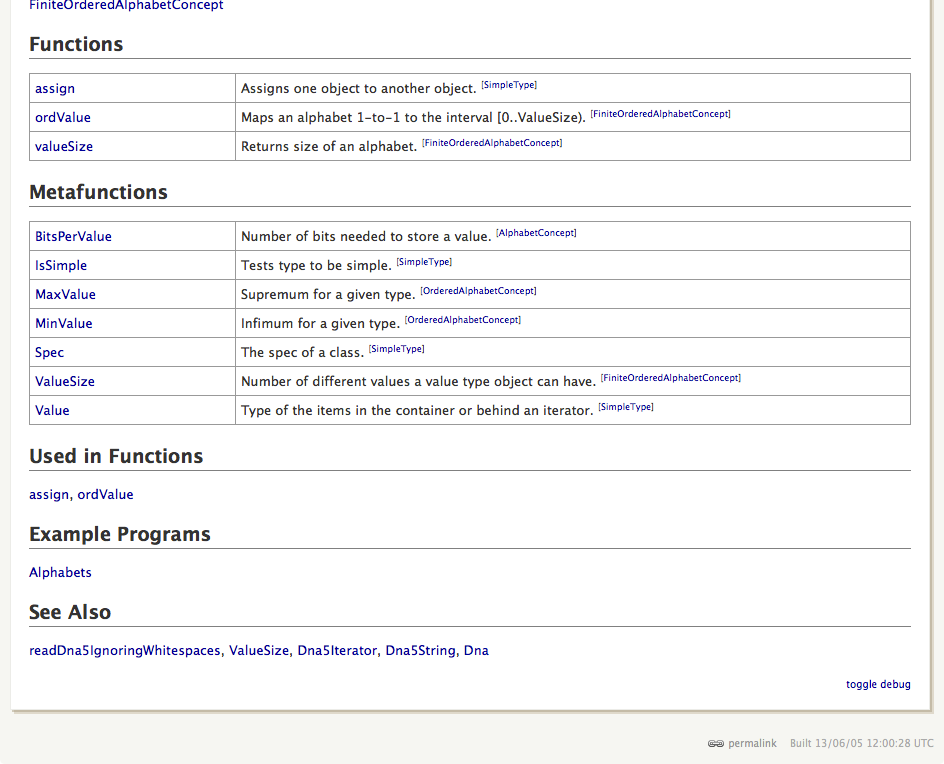 FiniteOrderedAlphabetConcept
Functions
assign Assigns one object to another object. [SimpleType]
ordValue Maps an alphabet 1-to-1 to the interval [0..ValueSize). [FiniteOrderedAlphabetConcept]
valueSize Returns size of an alphabet. [FiniteOrderedAlphabetConcept]
Metafunctions
BitsPerValue Number of bits needed to store a value. [AlphabetConcept]
IsSimple Tests type to be simple. [SimpleType]
MaxValue Supremum for a given type. [OrderedAlphabetConcept]
MinValue Infimum for a given type. [OrderedAlphabetConcept]
Spec The spec of a class. [SimpleType]
ValueSize Number of different values a value type object can have. [FiniteOrderedAlphabetConcept]
Value Type of the items in the container or behind an iterator. [SimpleType]
Used in Functions
assign, ordValue
Example Programs
Alphabets
See Also
readDna5IgnoringWhitespaces, ValueSize, Dna5Iterator, Dna5String, Dna
toggle debug
permalink Built 13/06/05 12:00:28 UTC